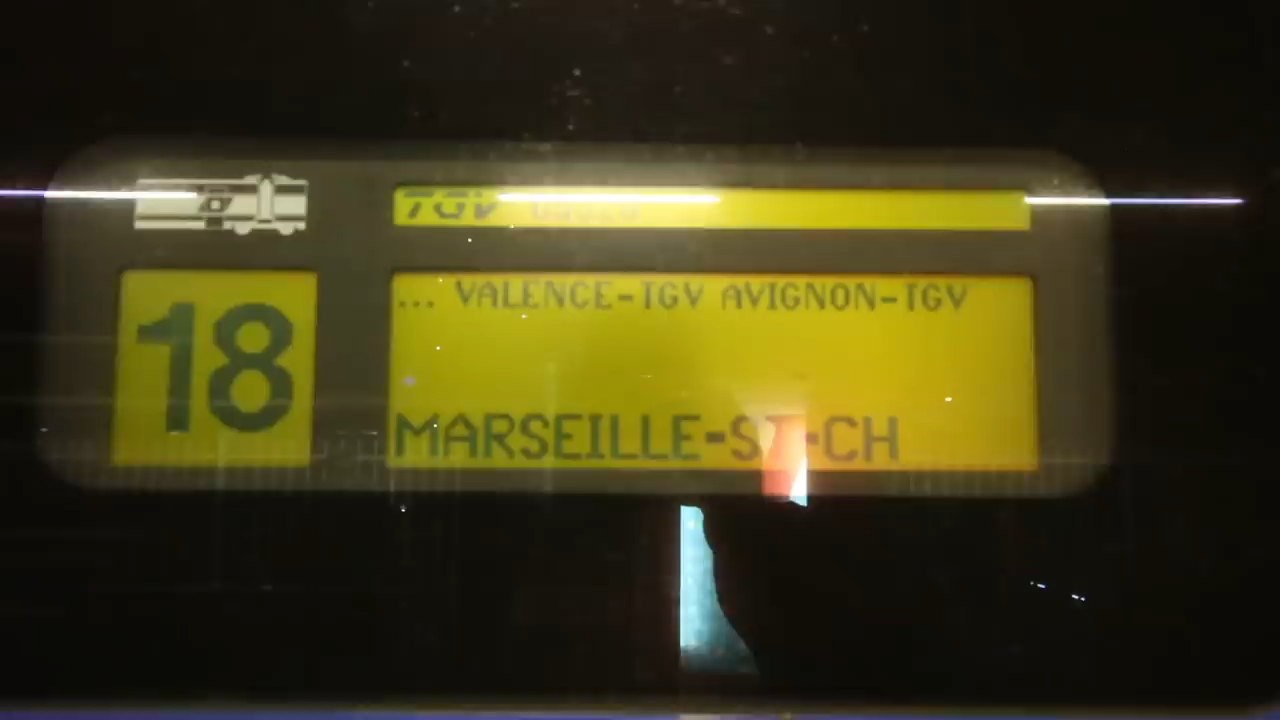 TGV
18
... VALENCE-TGV AVIGNON-TGV
MARSEILLE-ST-CH